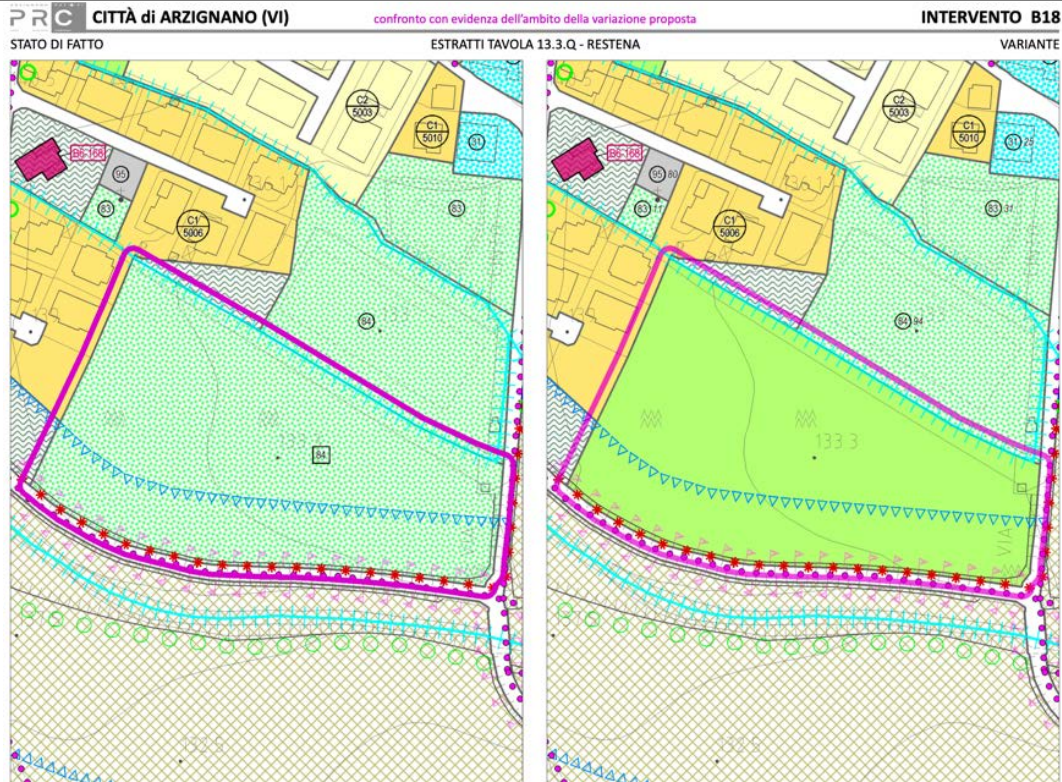 PRC CITTÀ di ARZIGNANO (VI)
confronto con evidenza dell'ambito della variazione proposta
INTERVENTO B18
STATO DI FATTO
ESTRATTI TAVOLA 13.3.Q - RESTENA
VARIANTE
C2
5003
C1
5010
31
B6-168
95
83
83
C1
5006
84
84
132.5
C2
5003
C1
5010
31 25
B6-168
95 80
83 11
83 31
C1
5006
84 94
133 3
VIA